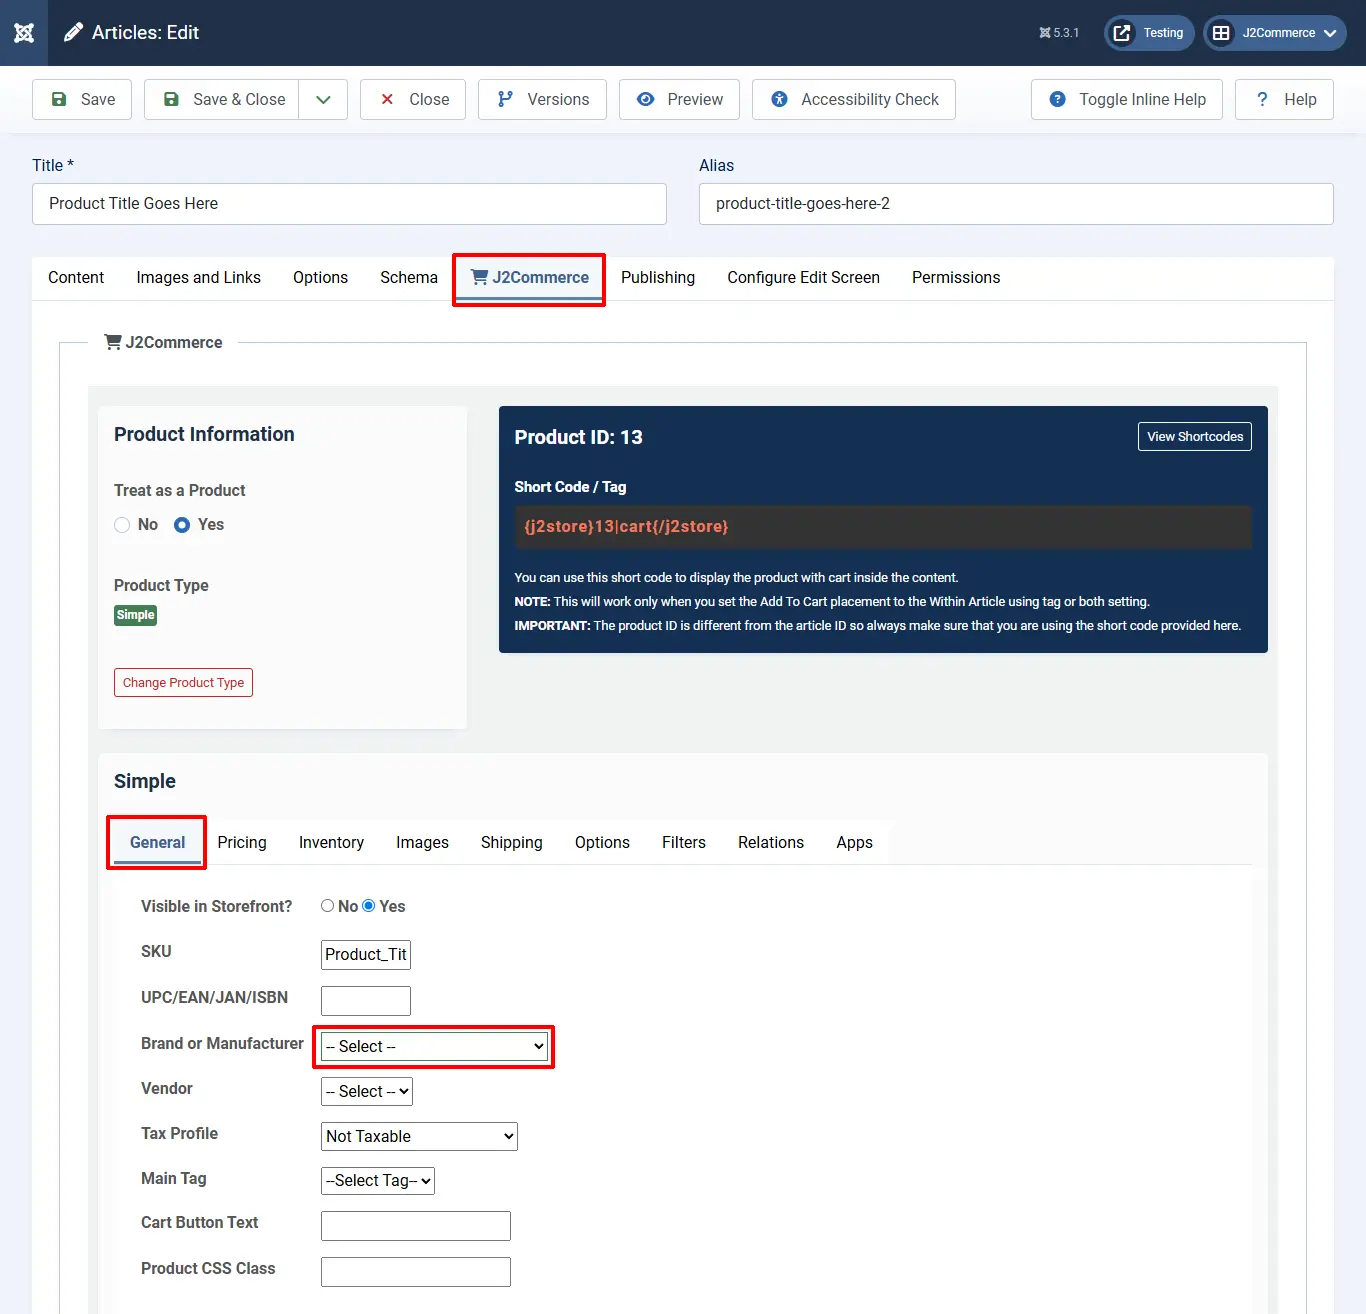 Articles: Edit
5.3.1
Testing
J2Commerce
Save
Save & Close
Close
Versions
Preview
Accessibility Check
Toggle Inline Help
Help
Title *
Alias
Product Title Goes Here
product-title-goes-here-2
Content
Images and Links
Options
Schema
J2Commerce
Publishing
Configure Edit Screen
Permissions
J2Commerce
Product Information
Treat as a Product
No
Yes
Product Type
Simple
Change Product Type
Product ID: 13
View Shortcodes
Short Code / Tag
{j2store}13|cart{/j2store}
You can use this short code to display the product with cart inside the content.
NOTE: This will work only when you set the Add To Cart placement to the Within Article using tag or both setting.
IMPORTANT: The product ID is different from the article ID so always make sure that you are using the short code provided here.
Simple
General
Pricing
Inventory
Images
Shipping
Options
Filters
Relations
Apps
Visible in Storefront?
No
Yes
SKU
Product_Tit
UPC/EAN/JAN/ISBN
Brand or Manufacturer
-- Select --
Vendor
-- Select --
Tax Profile
Not Taxable
Main Tag
--Select Tag--
Cart Button Text
Product CSS Class